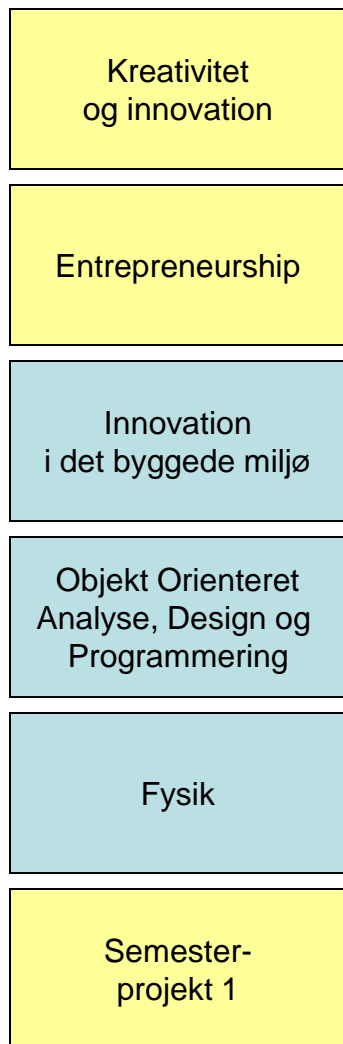 Kreativitet
og innovation
Entrepreneurship
Innovation
i det byggede miljø
Objekt Orienteret
Analyse, Design og
Programmering
Fysik
Semester-
projekt 1